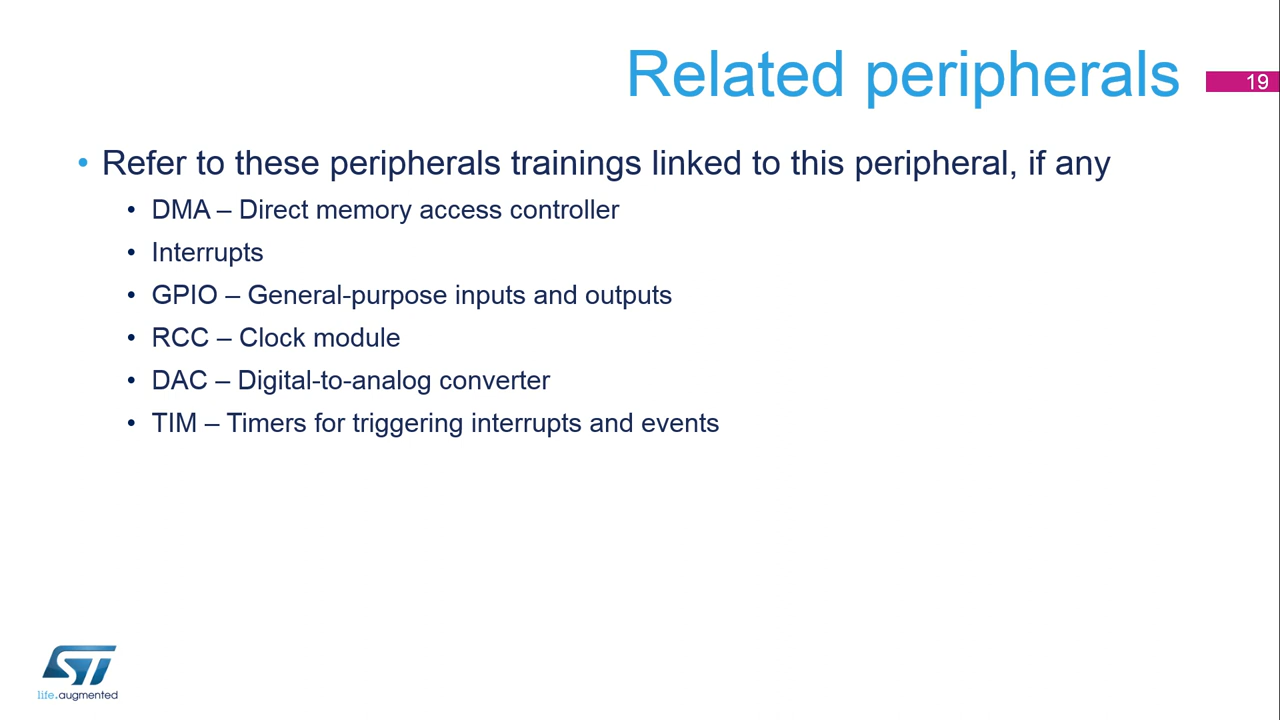 Related peripherals
19
• Refer to these peripherals trainings linked to this peripheral, if any
• DMA – Direct memory access controller
• Interrupts
• GPIO – General-purpose inputs and outputs
• RCC – Clock module
• DAC – Digital-to-analog converter
• TIM – Timers for triggering interrupts and events
ST
life.augmented